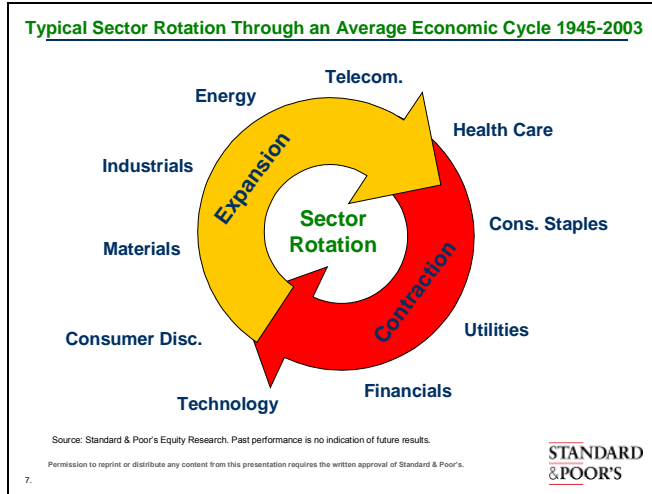 Typical Sector Rotation Through an Average Economic Cycle 1945-2003
Telecom.
Energy
Health Care
Expansion
Industrials
Sector
Rotation
Cons. Staples
Materials
Contraction
Utilities
Consumer Disc.
Financials
Technology
Source: Standard & Poor's Equity Research. Past performance is no indication of future results.
Permission to reprint or distribute any content from this presentation requires the written approval of Standard & Poor's.
7.
STANDARD
&POOR'S